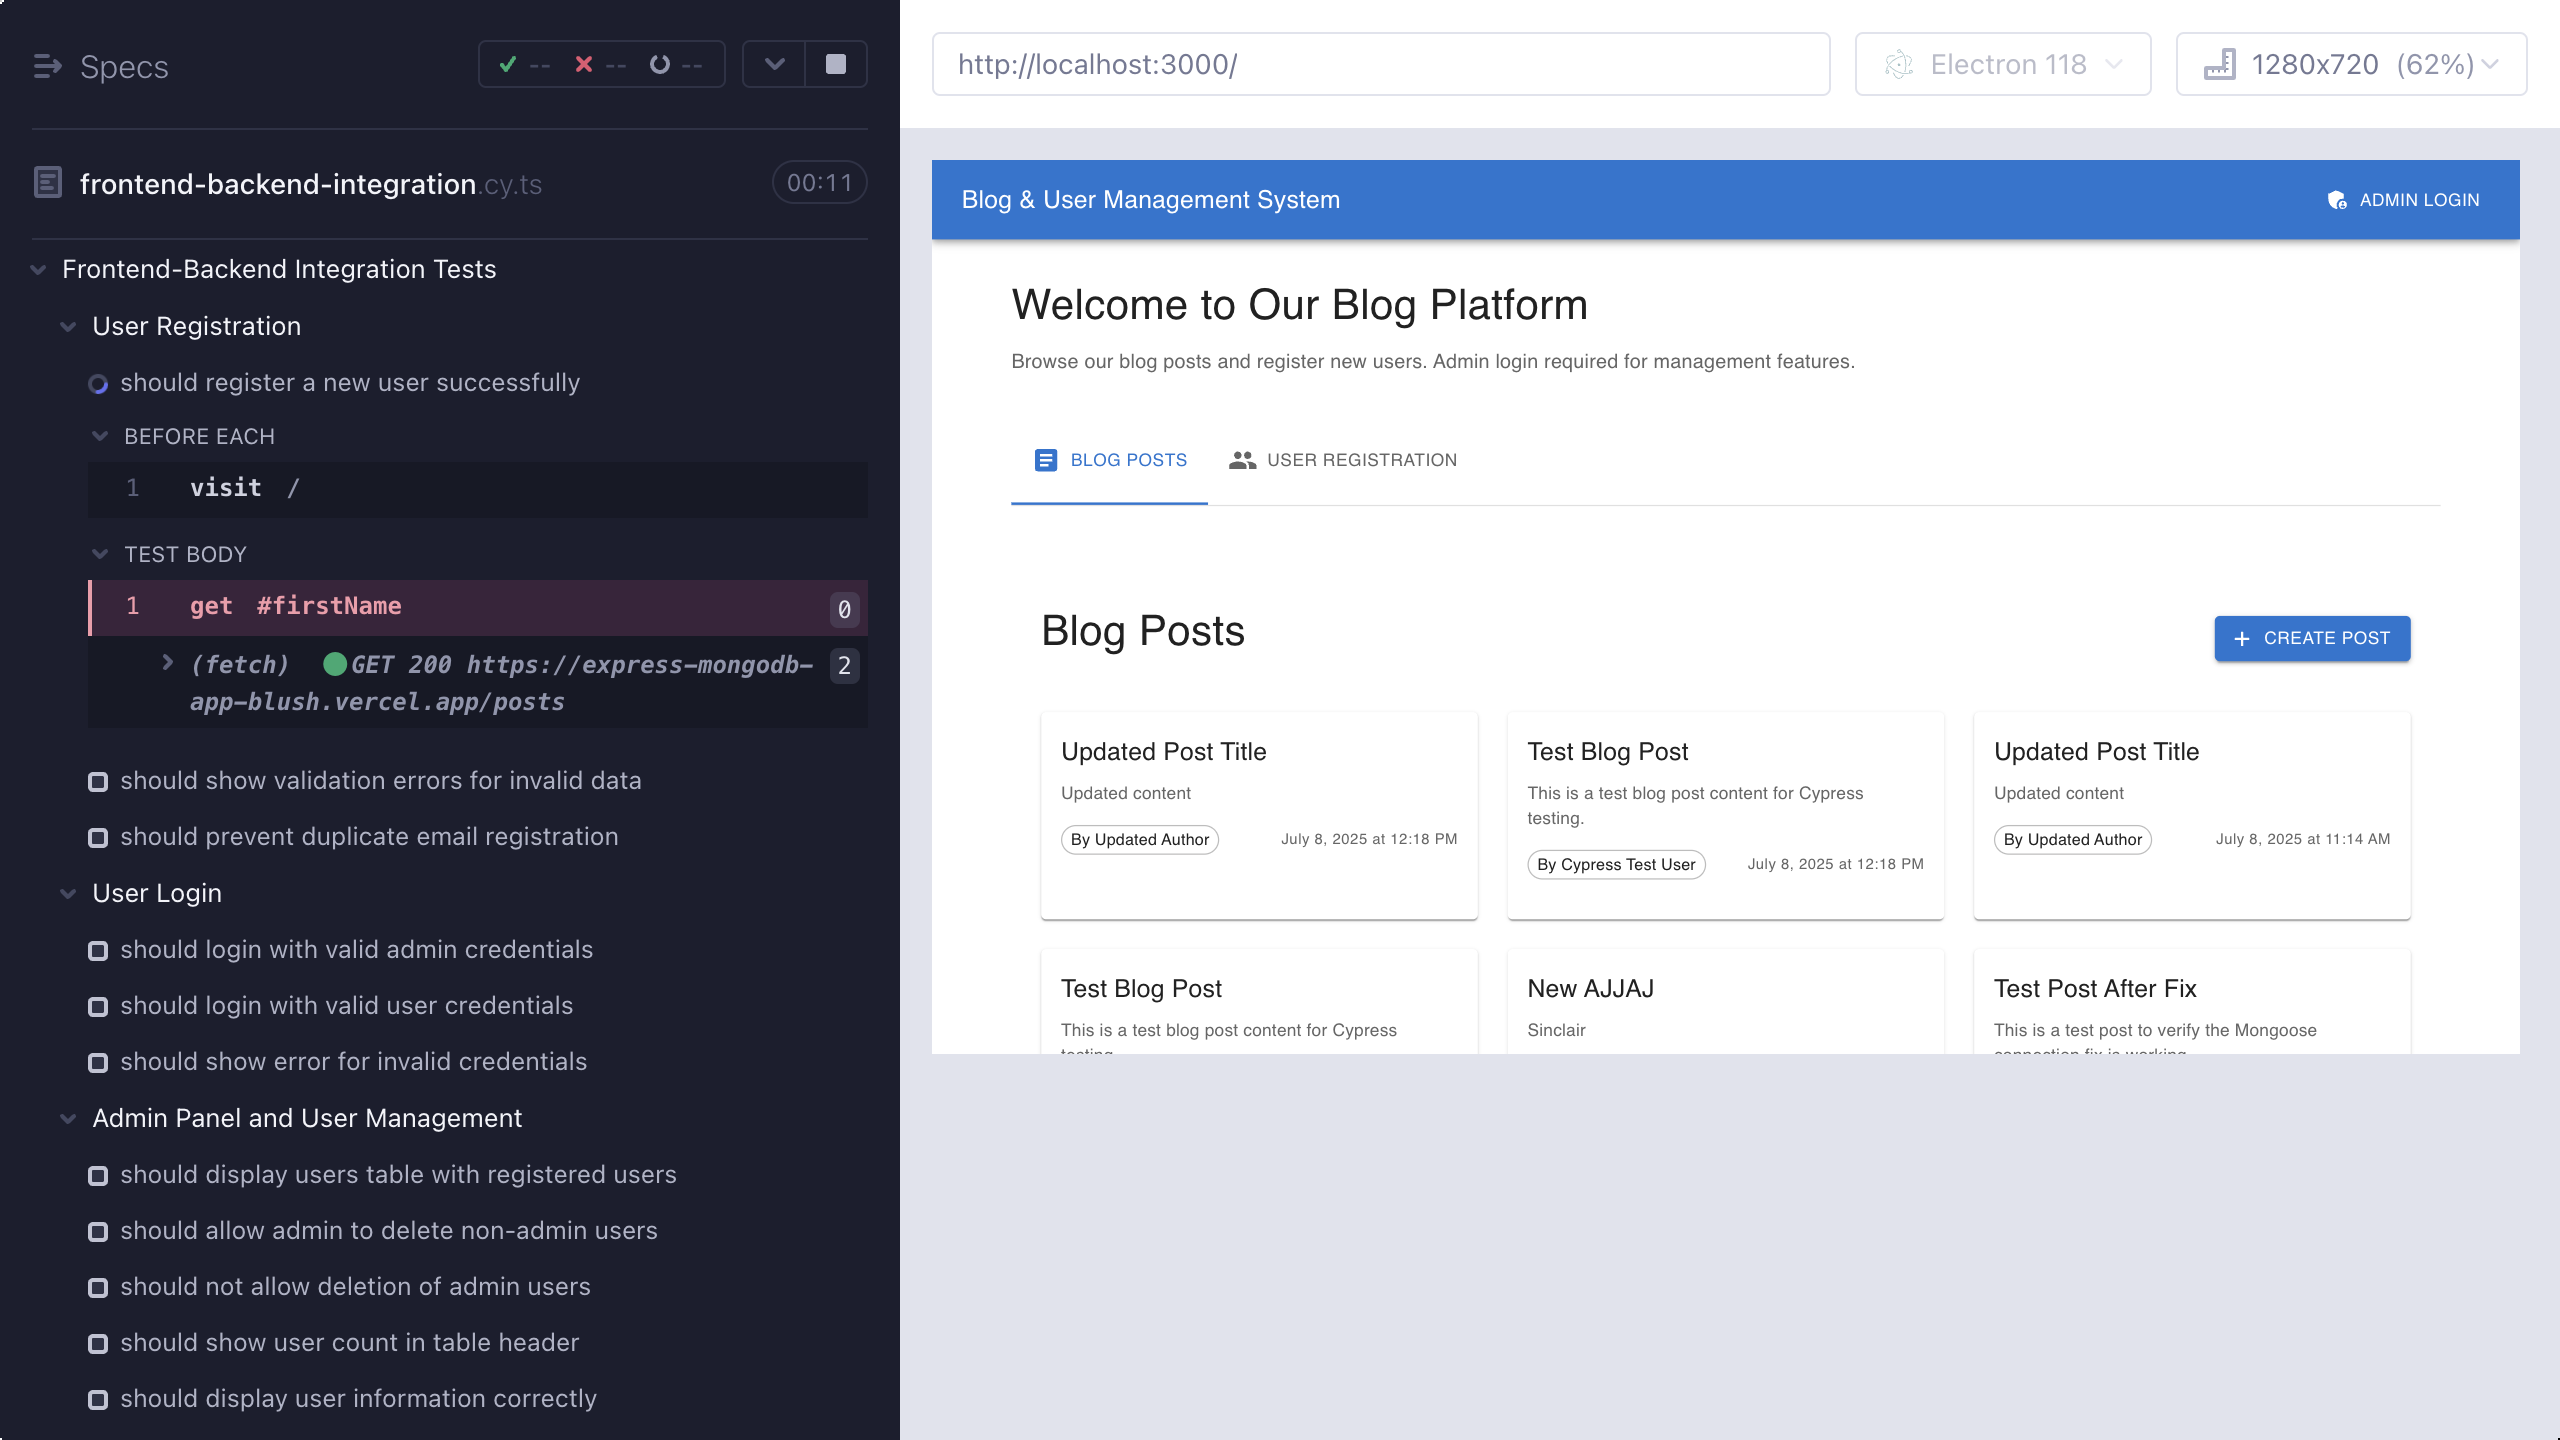 Specs
-- -- --
frontend-backend-integration.cy.ts
00:11
Frontend-Backend Integration Tests
User Registration
should register a new user successfully
BEFORE EACH
1 visit /
TEST BODY
1 get #firstName 0
(fetch) GET 200 https://express-mongodb-
app-blush.vercel.app/posts
2
should show validation errors for invalid data
should prevent duplicate email registration
User Login
should login with valid admin credentials
should login with valid user credentials
should show error for invalid credentials
Admin Panel and User Management
should display users table with registered users
should allow admin to delete non-admin users
should not allow deletion of admin users
should show user count in table header
should display user information correctly
http://localhost:3000/
Electron 118
1280x720 (62%)
Blog & User Management System
ADMIN LOGIN
Welcome to Our Blog Platform
Browse our blog posts and register new users. Admin login required for management features.
BLOG POSTS
USER REGISTRATION
Blog Posts
CREATE POST
Updated Post Title
Updated content
By Updated Author
July 8, 2025 at 12:18 PM
Test Blog Post
This is a test blog post content for Cypress
testing.
By Cypress Test User
July 8, 2025 at 12:18 PM
Updated Post Title
Updated content
By Updated Author
July 8, 2025 at 11:14 AM
Test Blog Post
This is a test blog post content for Cypress
testing.
New AJJAJ
Sinclair
Test Post After Fix
This is a test post to verify the Mongoose
connection fix is working.